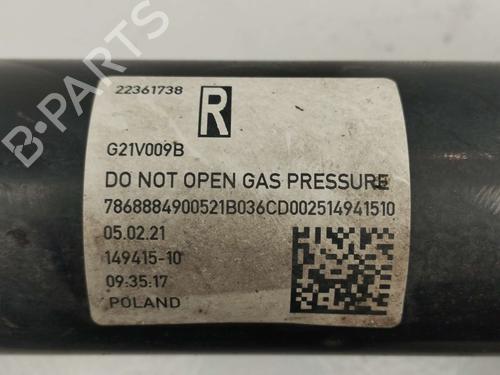 22361738
R
G21V009B
DO NOT OPEN GAS PRESSURE
7868884900521B036CD002514941510
05.02.21
149415-10
09:35:17
POLAND
B-PARTS